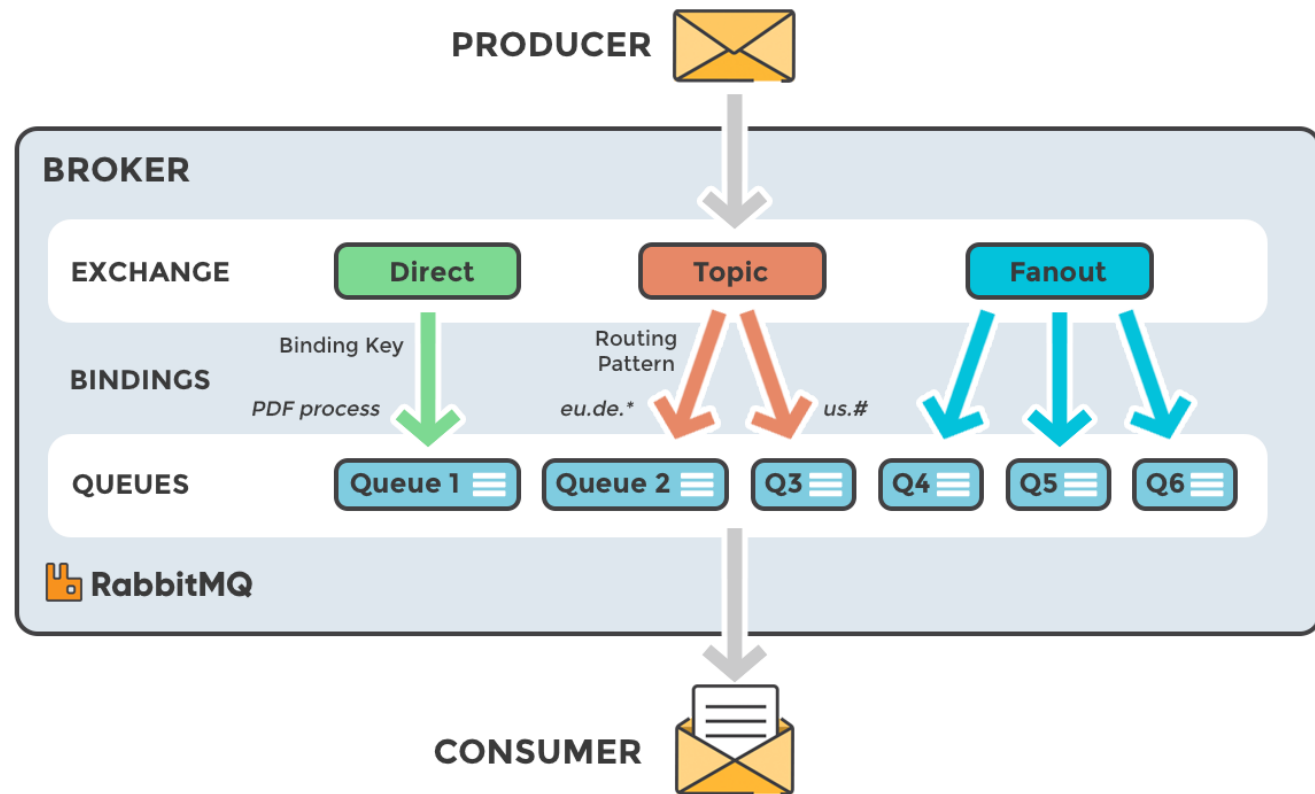 PRODUCER
BROKER
EXCHANGE
Direct
Topic
Fanout
Binding Key
Routing
Pattern
BINDINGS
PDF process
eu.de.*
us.#
QUEUES
Queue 1
Queue 2
Q3
Q4
Q5
Q6
RabbitMQ
CONSUMER